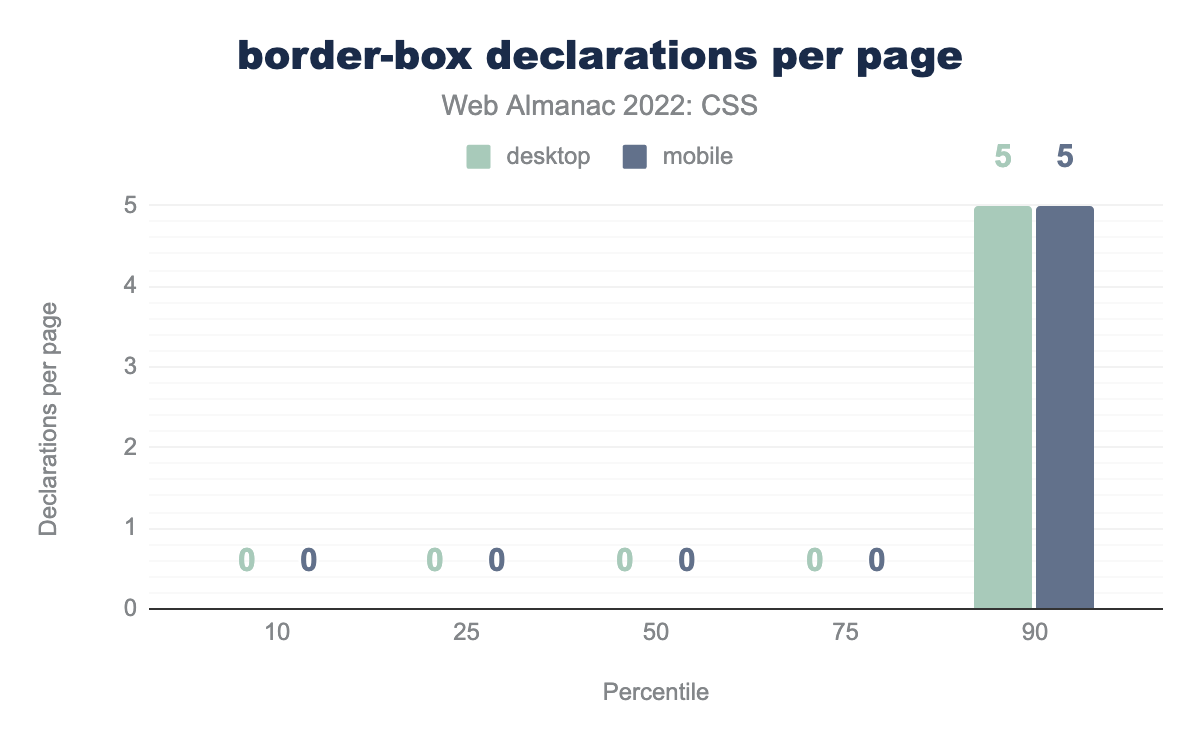 border-box declarations per page
Web Almanac 2022: CSS
desktop mobile
5 5
5
4
3
2
1
0
Declarations per page
0 0 0 0 0 0 0 0
10 25 50 75 90
Percentile